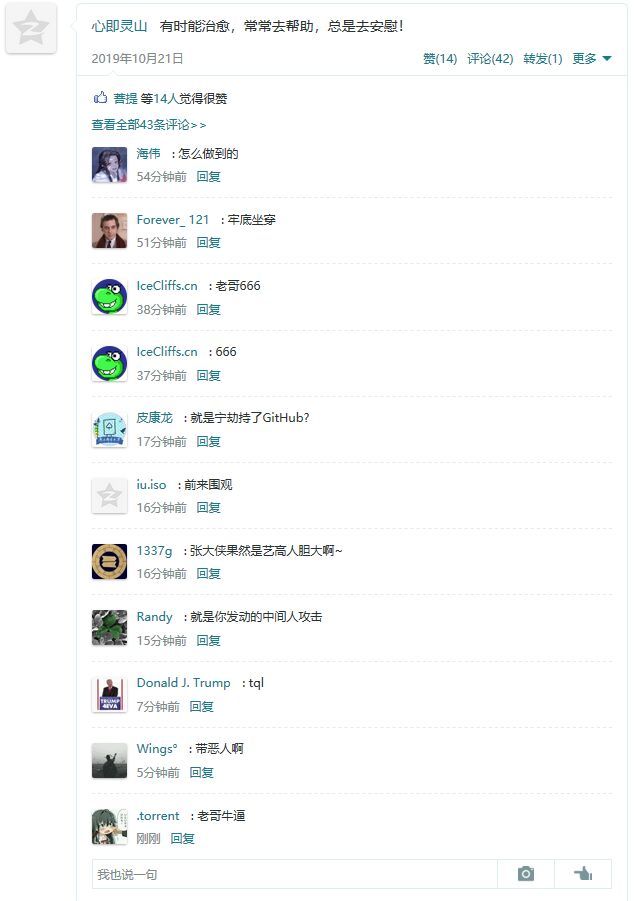 心即灵山 有时能治愈，常常去帮助，总是去安慰！
2019年10月21日 赞(14) 评论(42) 转发(1) 更多
菩提 等14人觉得很赞
查看全部43条评论>>
海伟 : 怎么做到的
54分钟前 回复
Forever_ 121 : 牢底坐穿
51分钟前 回复
IceCliffs.cn : 老哥666
38分钟前 回复
IceCliffs.cn : 666
37分钟前 回复
皮康龙 : 就是宁劫持了GitHub?
17分钟前 回复
iu.iso : 前来围观
16分钟前 回复
1337g : 张大侠果然是艺高人胆大啊~
16分钟前 回复
Randy : 就是你发动的中间人攻击
15分钟前 回复
Donald J. Trump : tql
TRUMP
4EVA
7分钟前 回复
Wings° : 带恶人啊
5分钟前 回复
.torrent : 老哥牛逼
刚刚 回复
我也说一句